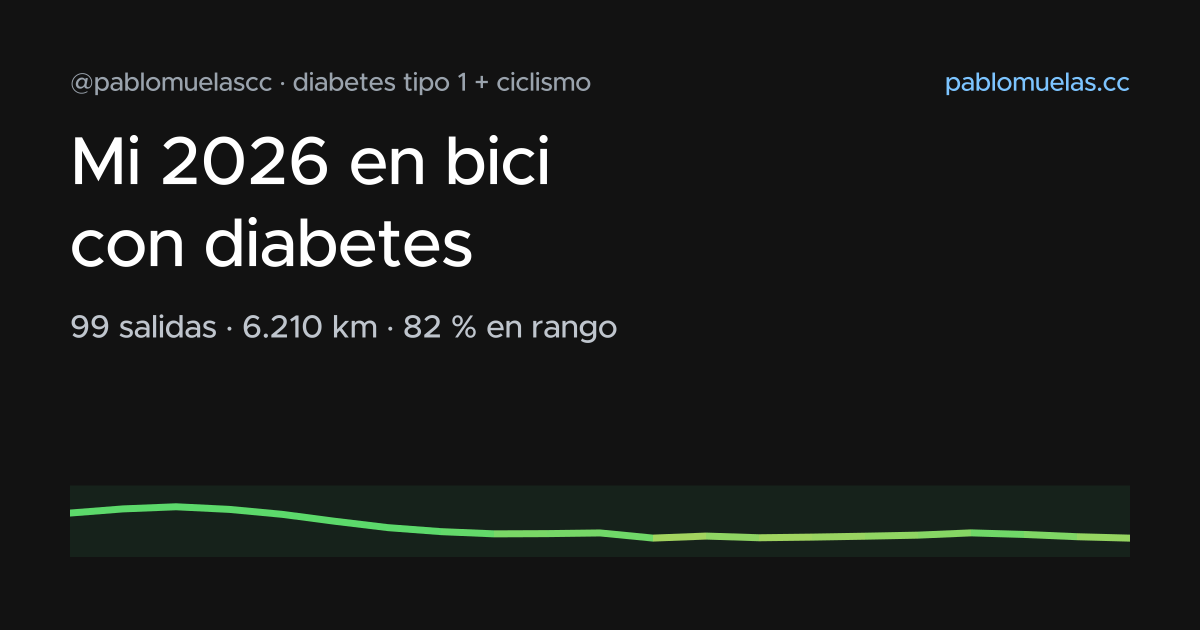 @pablomuelascc · diabetes tipo 1 + ciclismo
pablomuelas.cc
Mi 2026 en bici
con diabetes
99 salidas · 6.210 km · 82 % en rango